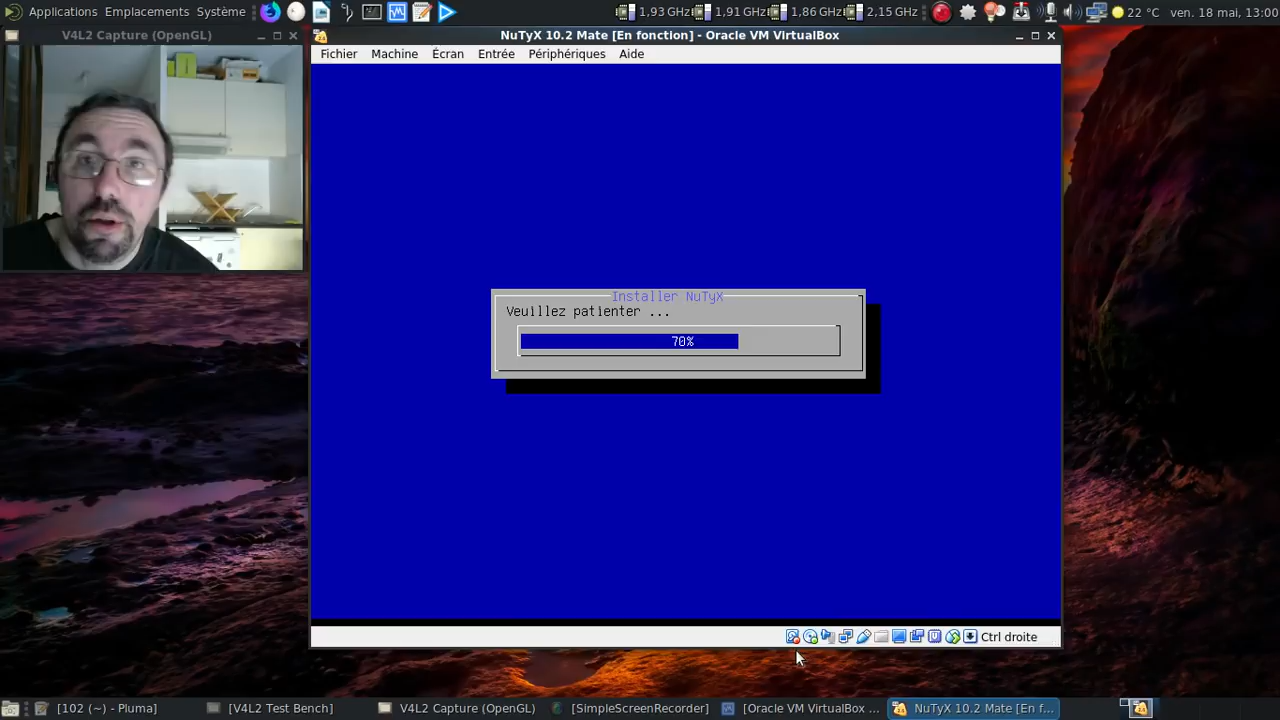 Applications Emplacements Système
1,93 GHz 1,91 GHz 1,86 GHz 2,15 GHz 22 °C ven. 18 mai, 13:00
V4L2 Capture (OpenGL)
NuTyX 10.2 Mate [En fonction] - Oracle VM VirtualBox
Fichier Machine Écran Entrée Périphériques Aide
Installer NuTyX
Veuillez patienter ...
70%
Ctrl droite
[102 (~) - Pluma] [V4L2 Test Bench] V4L2 Capture (OpenGL) [SimpleScreenRecorder] [Oracle VM VirtualBox ... NuTyX 10.2 Mate [En f...